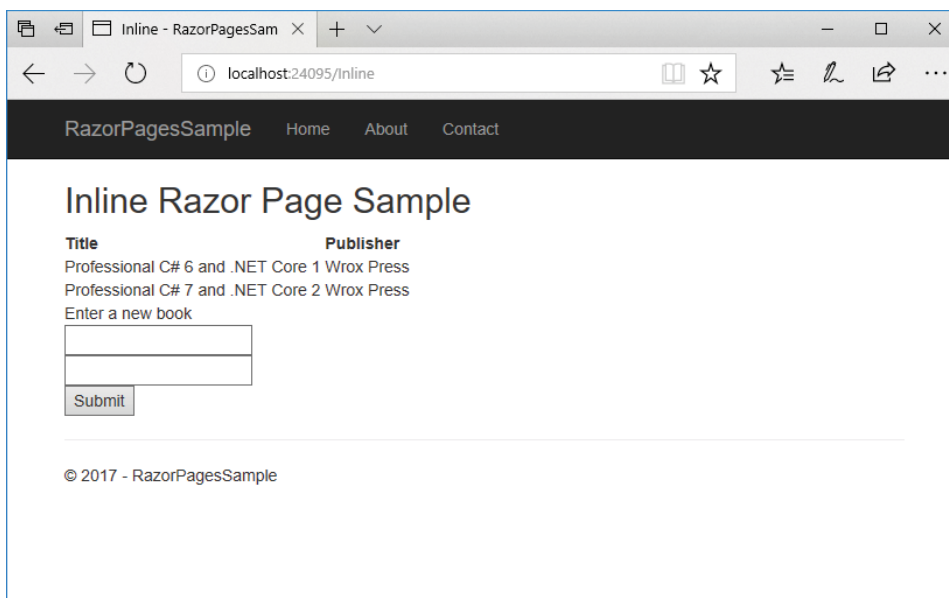 Inline - RazorPagesSam
localhost:24095/Inline
RazorPagesSample Home About Contact
Inline Razor Page Sample
Title Publisher
Professional C# 6 and .NET Core 1 Wrox Press
Professional C# 7 and .NET Core 2 Wrox Press
Enter a new book
Submit
© 2017 - RazorPagesSample